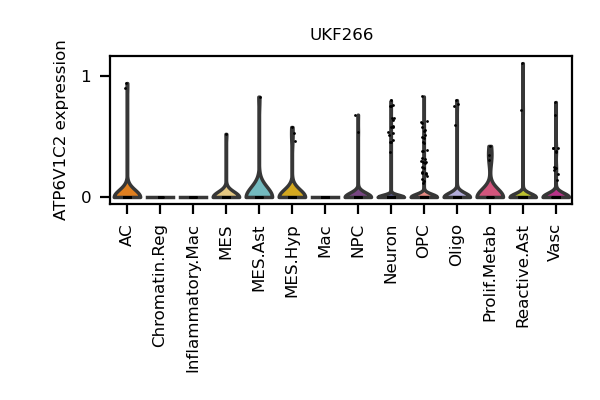 UKF266
ATP6V1C2 expression
1
0
AC
Chromatin.Reg
Inflammatory.Mac
MES
MES.Ast
MES.Hyp
Mac
NPC
Neuron
OPC
Oligo
Prolif.Metab
Reactive.Ast
Vasc